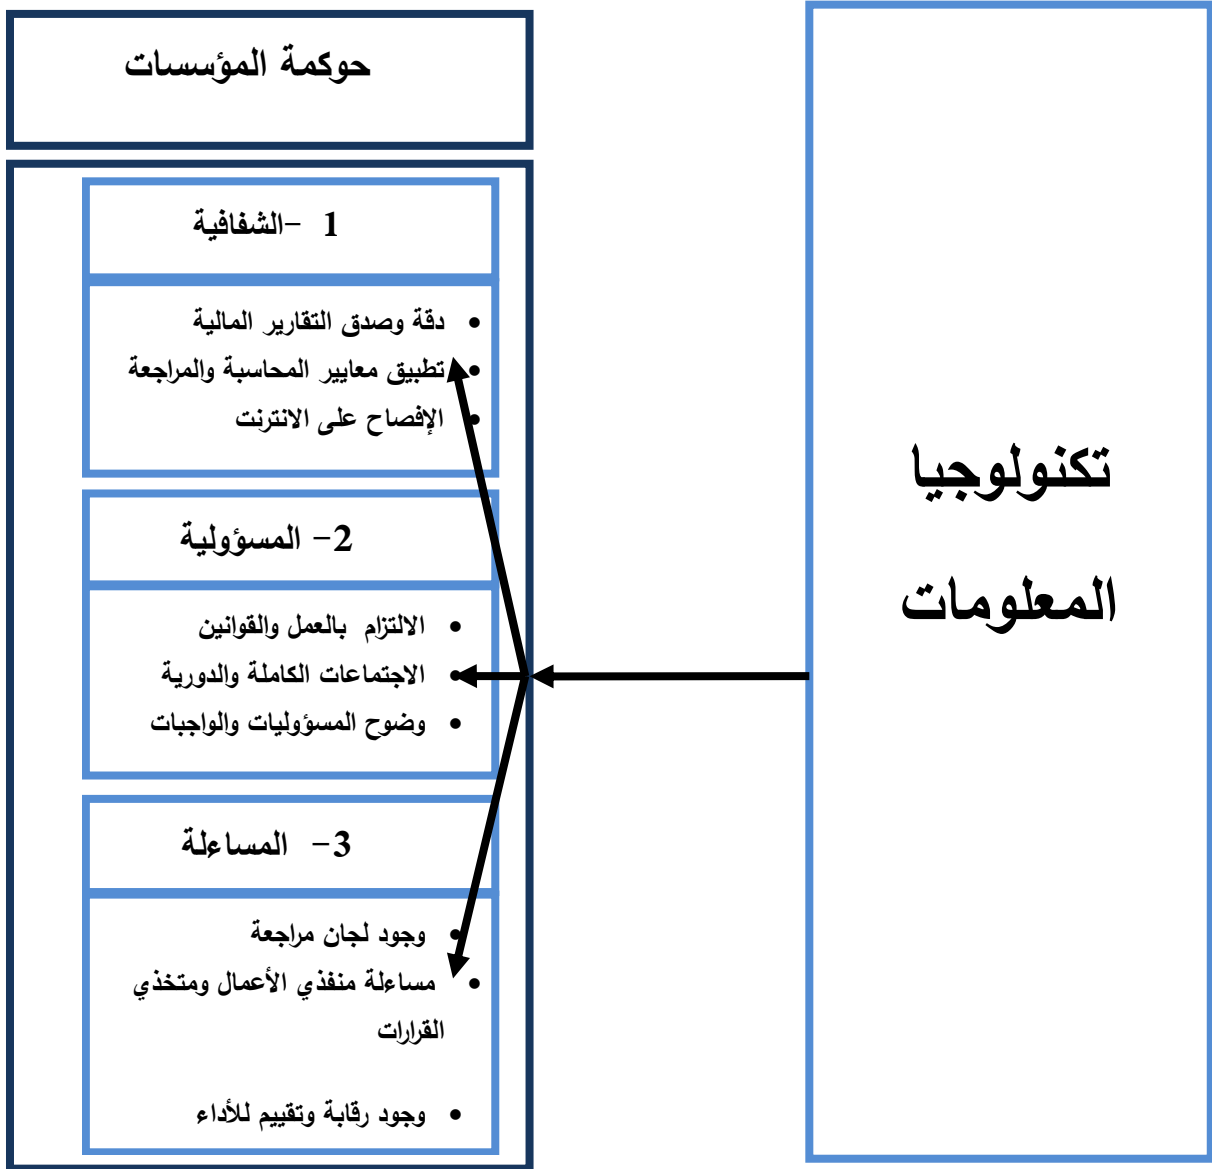 حوكمة المؤسسات
1 -الشفافية
• دقة وصدق التقارير المالية
• تطبيق معايير المحاسبة والمراجعة
• الإفصاح على الانترنت
2- المسؤولية
• الالتزام بالعمل والقوانين
• الاجتماعات الكاملة والدورية
• وضوح المسؤوليات والواجبات
3- المساءلة
• وجود لجان مراجعة
• مساءلة منفذي الأعمال ومتخذي
القرارات
• وجود رقابة وتقييم للأداء
تكنولوجيا
المعلومات